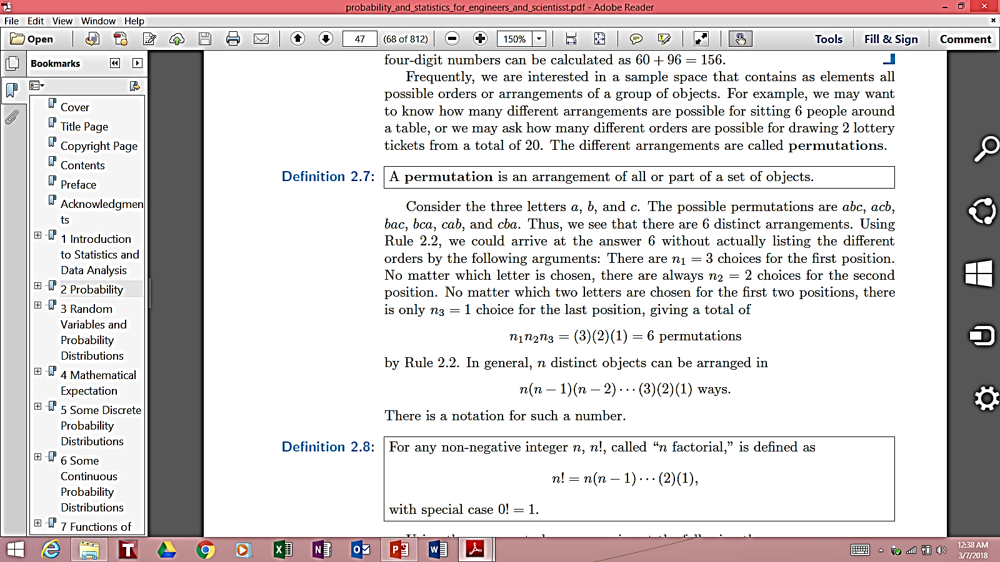 probability_and_statistics_for_engineers_and_scientisst.pdf - Adobe Reader
File Edit View Window Help
Open
47 (68 of 812)
150%
Tools Fill & Sign Comment
Bookmarks
Cover
Title Page
Copyright Page
Contents
Preface
Acknowledgmen
ts
1 Introduction
to Statistics and
Data Analysis
2 Probability
3 Random
Variables and
Probability
Distributions
4 Mathematical
Expectation
5 Some Discrete
Probability
Distributions
6 Some
Continuous
Probability
Distributions
7 Functions of
four-digit numbers can be calculated as 60 + 96 = 156.
Frequently, we are interested in a sample space that contains as elements all
possible orders or arrangements of a group of objects. For example, we may want
to know how many different arrangements are possible for sitting 6 people around
a table, or we may ask how many different orders are possible for drawing 2 lottery
tickets from a total of 20. The different arrangements are called permutations.
Definition 2.7: A permutation is an arrangement of all or part of a set of objects.
Consider the three letters a, b, and c. The possible permutations are abc, acb,
bac, bca, cab, and cba. Thus, we see that there are 6 distinct arrangements. Using
Rule 2.2, we could arrive at the answer 6 without actually listing the different
orders by the following arguments: There are n₁ = 3 choices for the first position.
No matter which letter is chosen, there are always n₂ = 2 choices for the second
position. No matter which two letters are chosen for the first two positions, there
is only n₃ = 1 choice for the last position, giving a total of
n₁n₂n₃ = (3)(2)(1) = 6 permutations
by Rule 2.2. In general, n distinct objects can be arranged in
n(n − 1)(n − 2) ⋯ (3)(2)(1) ways.
There is a notation for such a number.
Definition 2.8: For any non-negative integer n, n!, called “n factorial,” is defined as
n! = n(n − 1) ⋯ (2)(1),
with special case 0! = 1.
12:38 AM
3/7/2018